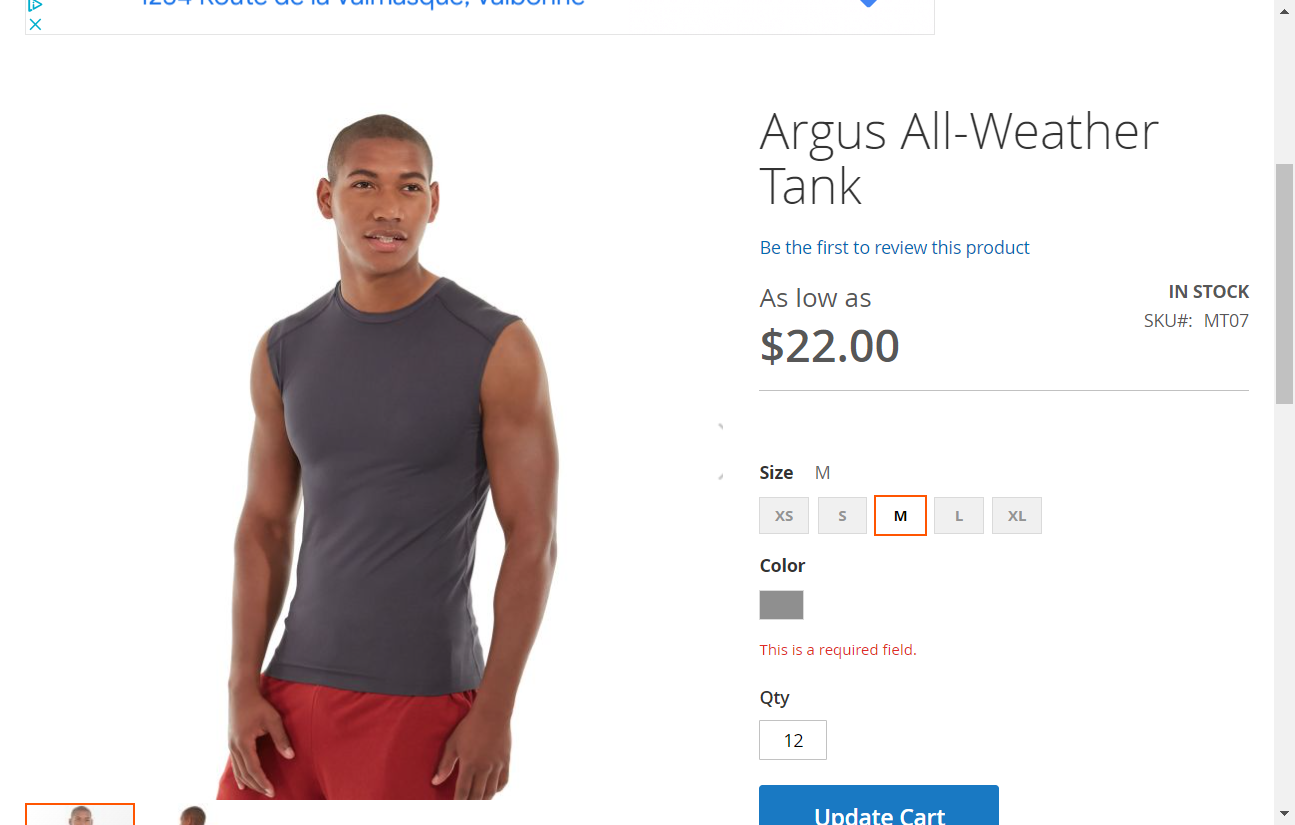 1264 Route de la Valmasque, Valbonne
Argus All-Weather
Tank
Be the first to review this product
As low as
$22.00
IN STOCK
SKU#: MT07
Size M
XS S M L XL
Color
This is a required field.
Qty
12
Update Cart